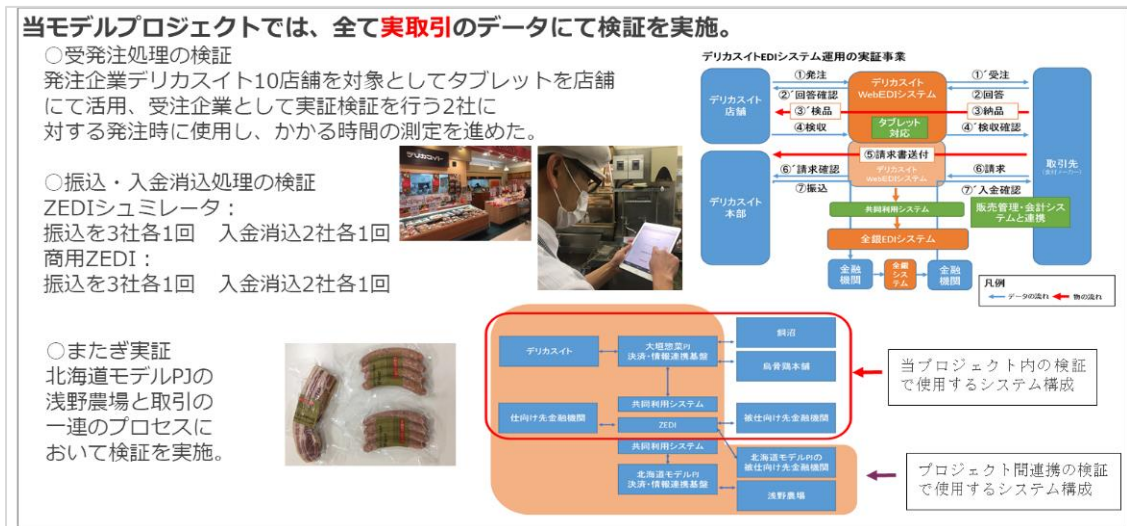 当モデルプロジェクトでは、全て実取引のデータにて検証を実施。
○受発注処理の検証
発注企業デリカスイト10店舗を対象としてタブレットを店舗
にて活用、受注企業として実証検証を行う2社に
対する発注時に使用し、かかる時間の測定を進めた。
○振込・入金消込処理の検証
ZEDIシュミレータ：
振込を3社各1回　入金消込2社各1回
商用ZEDI：
振込を3社各1回　入金消込2社各1回
○またぎ実証
北海道モデルPJの
浅野農場と取引の
一連のプロセスに
おいて検証を実施。
デリカスイトEDIシステム運用の実証事業
デリカスイト
店舗
①発注
②´回答確認
③´検品
④検収
デリカスイト
WebEDIシステム
タブレット
対応
①´受注
②回答
③納品
④´検収確認
⑤請求書送付
デリカスイト
本部
⑥´請求確認
⑦振込
デリカスイト
WebEDIシステム
⑥請求
⑦´入金確認
取引先
販売管理・会計シス
テムと連携
共同利用システム
全銀EDIシステム
金融
機関
全銀
シス
テム
金融
機関
凡例
データの流れ
物の流れ
デリカスイト
大垣惣菜PJ
決済・情報連携基盤
鍋沼
烏骨鶏本舗
共同利用システム
仕向け先金融機関
ZEDI
被仕向け先金融機関
共同利用システム
北海道モデルPJ
決済・情報連携基盤
北海道モデルPJの
被仕向け先金融機関
浅野農場
当プロジェクト内の検証
で使用するシステム構成
プロジェクト間連携の検証
で使用するシステム構成